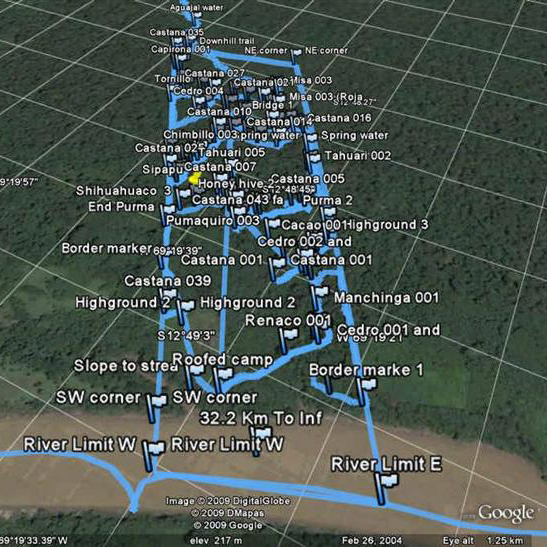 Aguajal water
Castana 035
Downhill trail
Capirona 001
NE corner
NE corner
Castana 027
Tornillo
Castana 021
Misa 003
Cedro 004
Misa 003 (Roja
S12°48'27"
Castana 010
Bridge 1
Castana 014
Castana 016
Chimbillo 003
Spring water
Spring water
Tahuari 005
Tahuari 002
Sipapu
Castana 007
9°19'57"
Honey hive 2
Castana 005
Shihuahuaco 3
S12°48'45"
Castana 043 fa
Purma 2
End Purma
Pumaquiro 003
Cacao 001
Highground 3
Cedro 002 and
Border marker
69°19'39"
Castana 001
Castana 001
Castana 039
Manchinga 001
Highground 2
Highground 2
Renaco 001
Cedro 001 and
S12°49'3"
W 69°19'21"
Slope to strea
Roofed camp
Border marke 1
SW corner
SW corner
32.2 Km To Inf
River Limit W
River Limit W
River Limit E
Image © 2009 DigitalGlobe
© 2009 DMapas
© 2009 Google
Google
69°19'33.39" W
elev 217 m
Feb 26, 2004
Eye alt 1.25 km